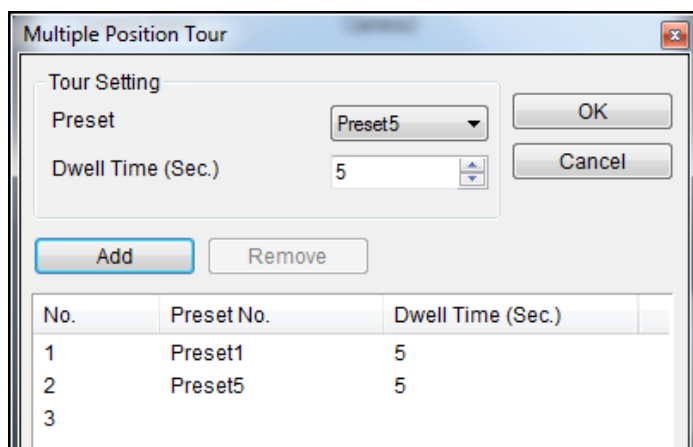 Multiple Position Tour
Tour Setting
Preset Preset5
OK
Dwell Time (Sec.) 5
Cancel
Add Remove
No. Preset No. Dwell Time (Sec.)
1 Preset1 5
2 Preset5 5
3